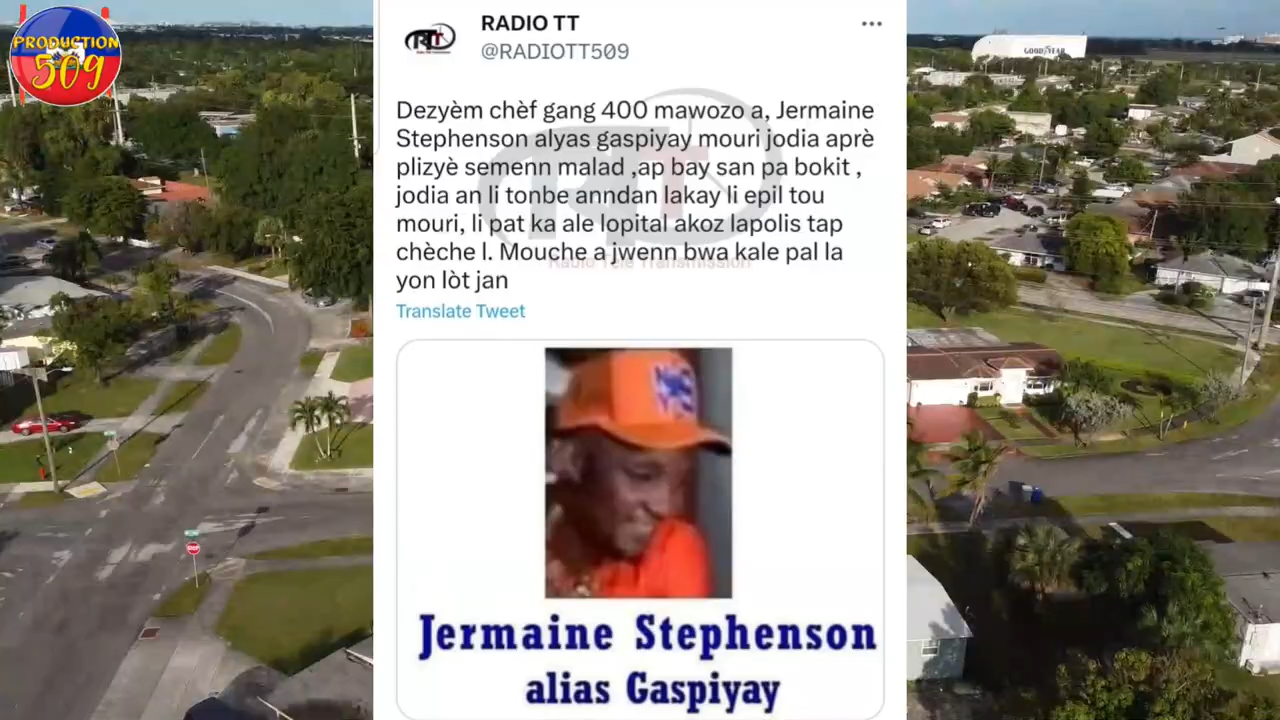 PRODUCTION
509
RADIO TT
@RADIOTT509
Dezyèm chèf gang 400 mawozo a, Jermaine
Stephenson alyas gaspiyay mouri jodia aprè
plizyè semenn malad ,ap bay san pa bokit ,
jodia an li tonbe anndan lakay li epil tou
mouri, li pat ka ale lopital akoz lapolis tap
chèche l. Mouche a jwenn bwa kale pal la
yon lòt jan
Radio Télé Transmission
Translate Tweet
Jermaine Stephenson
alias Gaspiyay
GOODYEAR